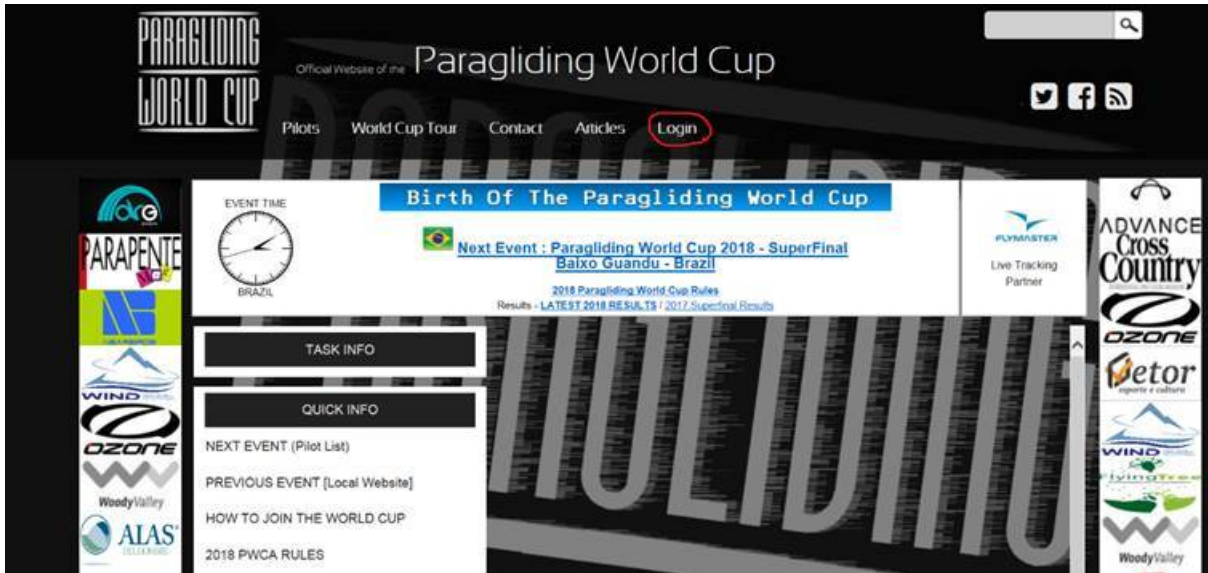 PARAGLIDING
WORLD CUP
Official Website of the Paragliding World Cup
Pilots World Cup Tour Contact Articles Login
EVENT TIME
BRAZIL
Birth Of The Paragliding World Cup
Next Event : Paragliding World Cup 2018 - SuperFinal
Baixo Guandu - Brazil
2018 Paragliding World Cup Rules
Results - LATEST 2018 RESULTS / 2017 Superfinal Results
FLYMASTER
Live Tracking
Partner
TASK INFO
QUICK INFO
NEXT EVENT (Pilot List)
PREVIOUS EVENT [Local Website]
HOW TO JOIN THE WORLD CUP
2018 PWCA RULES
PARAPENTE
WIND
OZONE
Woody Valley
ALAS
ADVANCE
Cross
Country
OZONE
etor
esporte e cultura
WIND
FlyingTree
Woody Valley